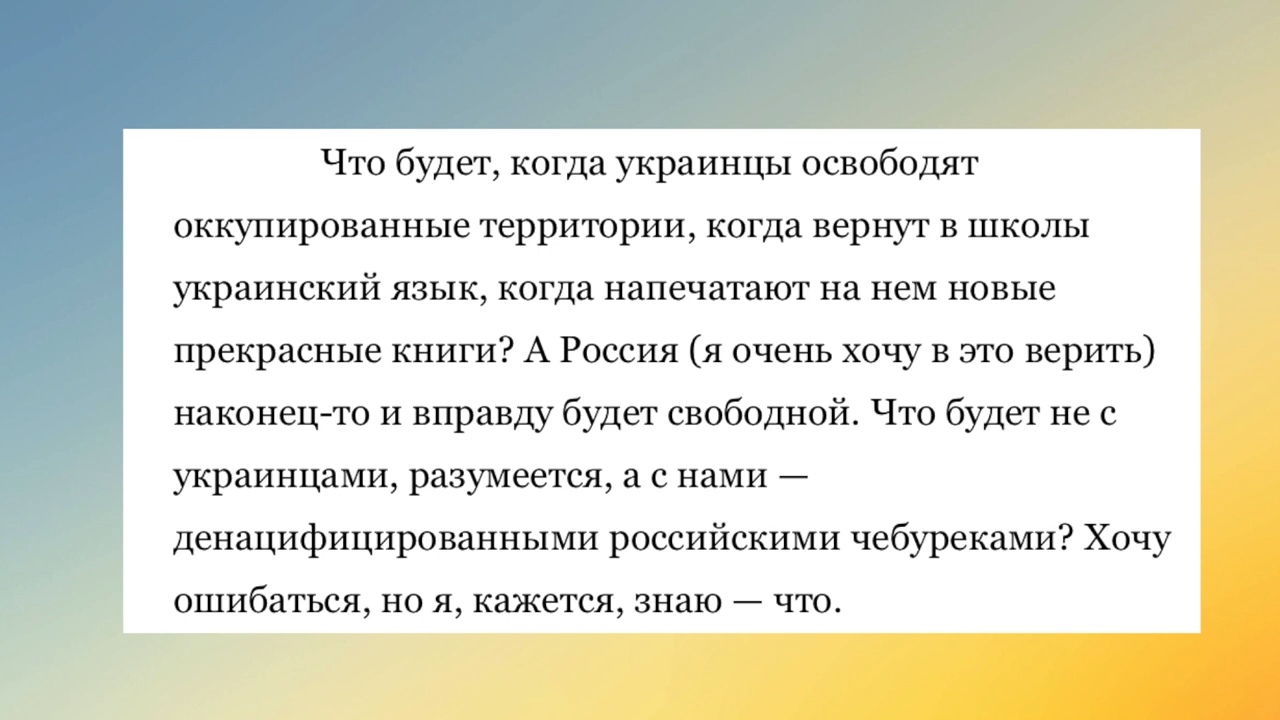 Что будет, когда украинцы освободят
оккупированные территории, когда вернут в школы
украинский язык, когда напечатают на нем новые
прекрасные книги? А Россия (я очень хочу в это верить)
наконец-то и вправду будет свободной. Что будет не с
украинцами, разумеется, а с нами —
денацифицированными российскими чебуреками? Хочу
ошибаться, но я, кажется, знаю — что.